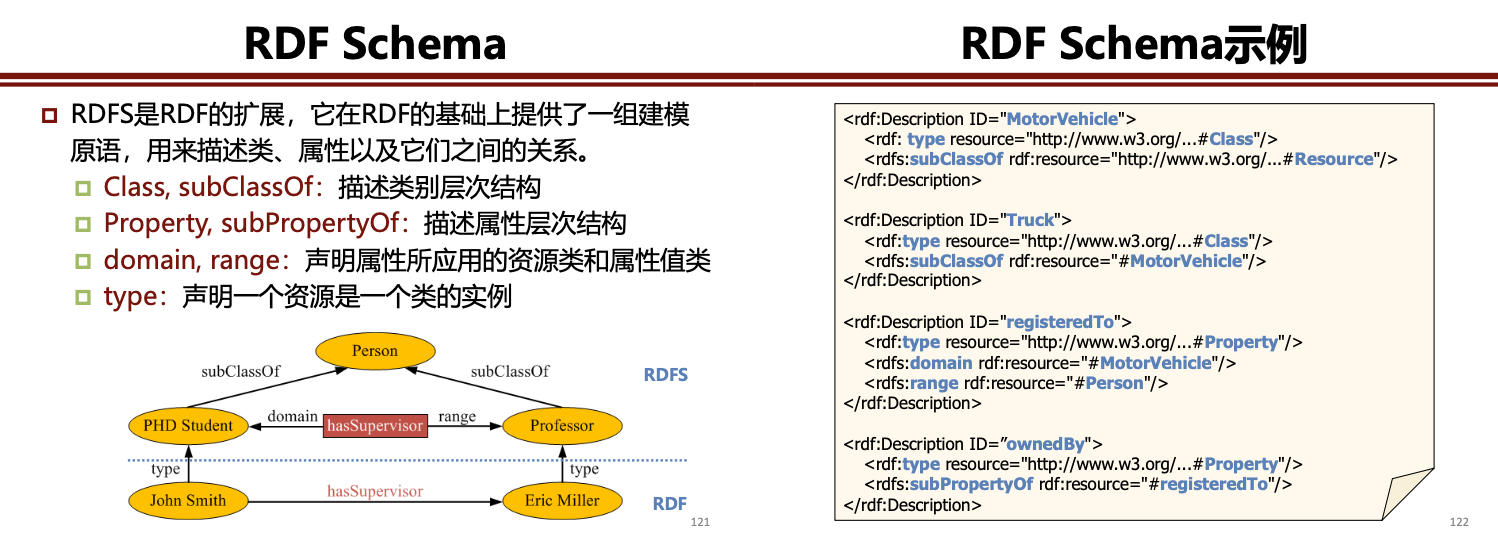 RDF Schema
RDFS是RDF的扩展，它在RDF的基础上提供了一组建模
原语，用来描述类、属性以及它们之间的关系。
Class, subClassOf：描述类别层次结构
Property, subPropertyOf：描述属性层次结构
domain, range：声明属性所应用的资源类和属性值类
type：声明一个资源是一个类的实例
Person
subClassOf
subClassOf
RDFS
PHD Student
domain
hasSupervisor
range
Professor
type
type
John Smith
hasSupervisor
Eric Miller
RDF
121
RDF Schema示例
<rdf:Description ID="MotorVehicle">
<rdf: type resource="http://www.w3.org/...#Class"/>
<rdfs:subClassOf rdf:resource="http://www.w3.org/...#Resource"/>
</rdf:Description>
<rdf:Description ID="Truck">
<rdf:type resource="http://www.w3.org/...#Class"/>
<rdfs:subClassOf rdf:resource="#MotorVehicle"/>
</rdf:Description>
<rdf:Description ID="registeredTo">
<rdf:type resource="http://www.w3.org/...#Property"/>
<rdfs:domain rdf:resource="#MotorVehicle"/>
<rdfs:range rdf:resource="#Person"/>
</rdf:Description>
<rdf:Description ID=”ownedBy">
<rdf:type resource="http://www.w3.org/...#Property"/>
<rdfs:subPropertyOf rdf:resource="#registeredTo"/>
</rdf:Description>
122